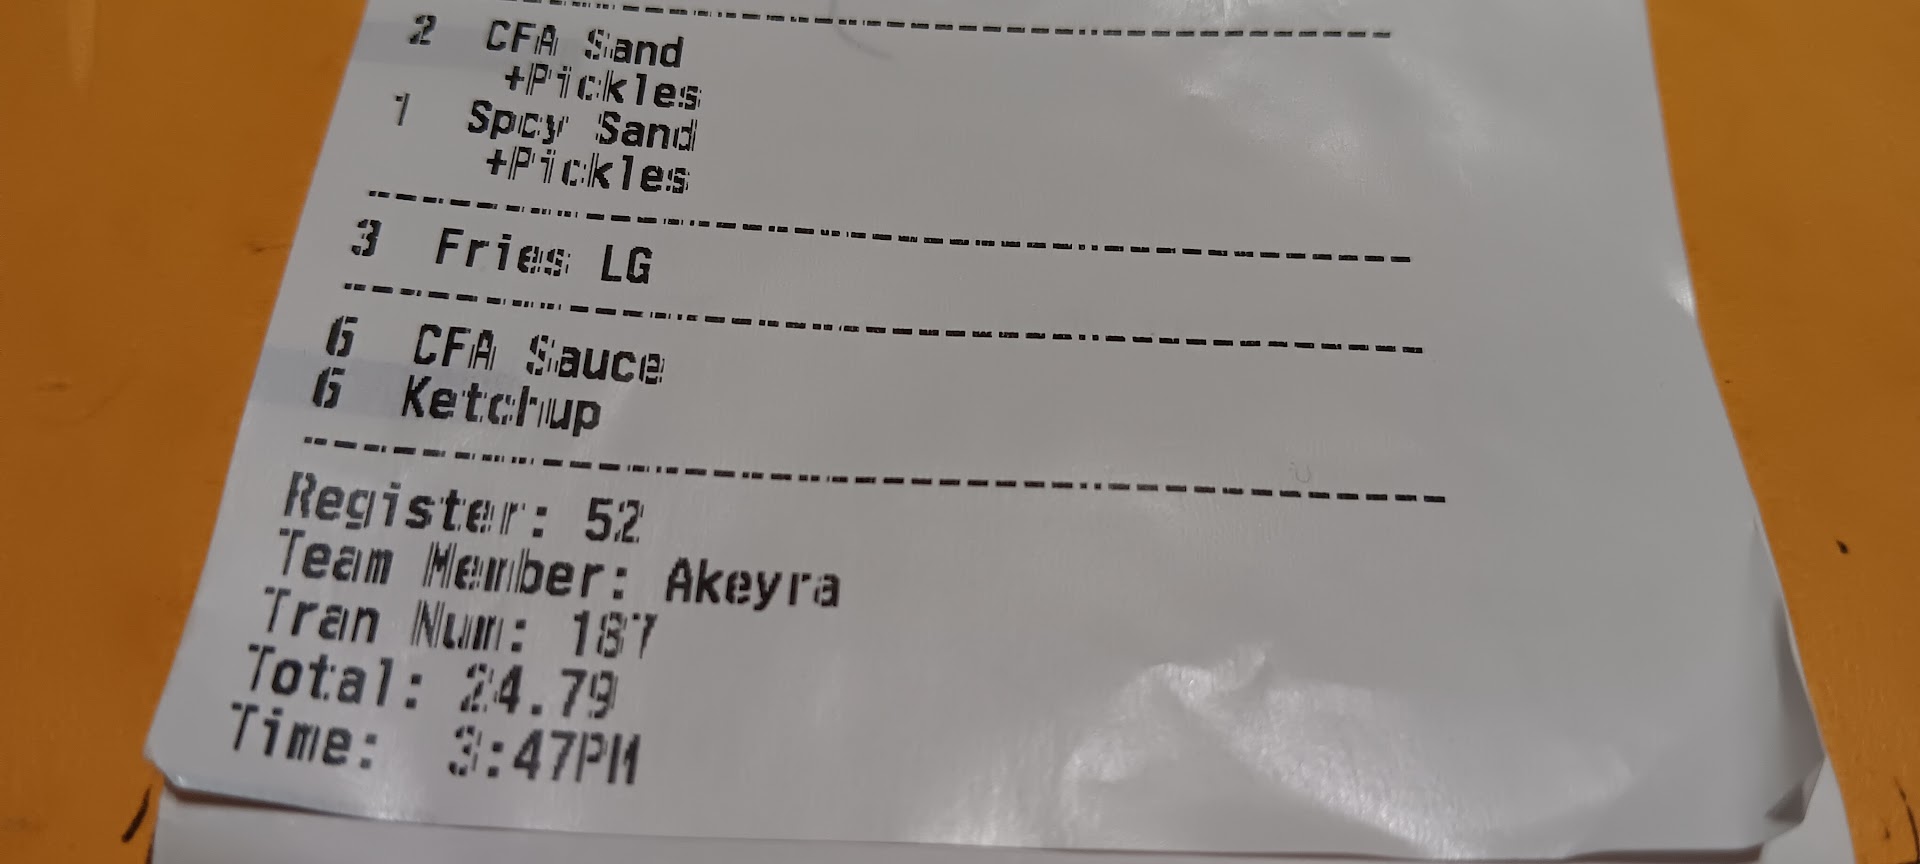 2 CFA Sand
+Pickles
1 Spcy Sand
+Pickles
3 Fries LG
6 CFA Sauce
6 Ketchup
Register: 52
Team Member: Akeyra
Tran Num: 187
Total: 24.79
Time: 3:47PM